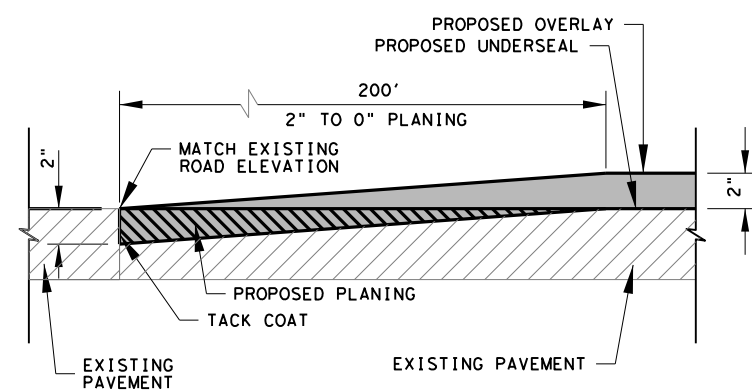 PROPOSED OVERLAY
PROPOSED UNDERSEAL
200'
2" TO 0" PLANING
MATCH EXISTING
ROAD ELEVATION
2"
2"
PROPOSED PLANING
TACK COAT
EXISTING
PAVEMENT
EXISTING PAVEMENT